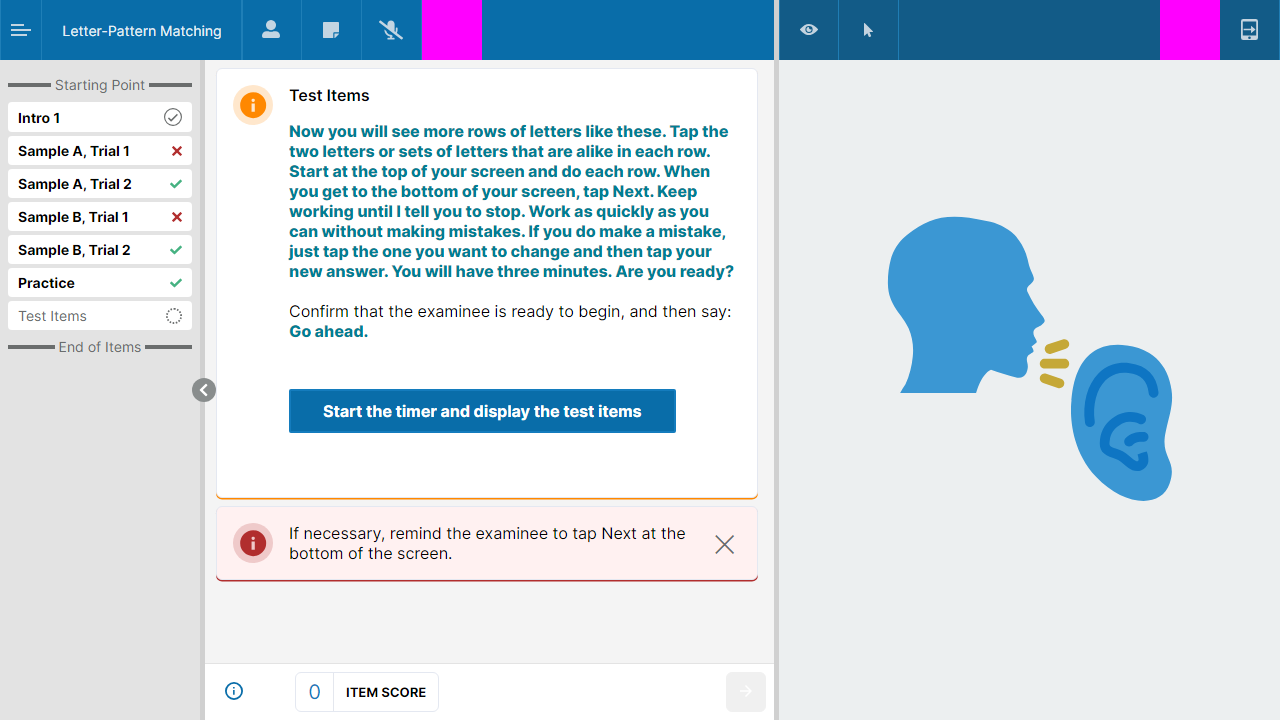 Letter-Pattern Matching
Starting Point
Intro 1
Sample A, Trial 1
Sample A, Trial 2
Sample B, Trial 1
Sample B, Trial 2
Practice
Test Items
End of Items
Test Items
Now you will see more rows of letters like these. Tap the
two letters or sets of letters that are alike in each row.
Start at the top of your screen and do each row. When
you get to the bottom of your screen, tap Next. Keep
working until I tell you to stop. Work as quickly as you
can without making mistakes. If you do make a mistake,
just tap the one you want to change and then tap your
new answer. You will have three minutes. Are you ready?
Confirm that the examinee is ready to begin, and then say:
Go ahead.
Start the timer and display the test items
If necessary, remind the examinee to tap Next at the
bottom of the screen.
0 ITEM SCORE